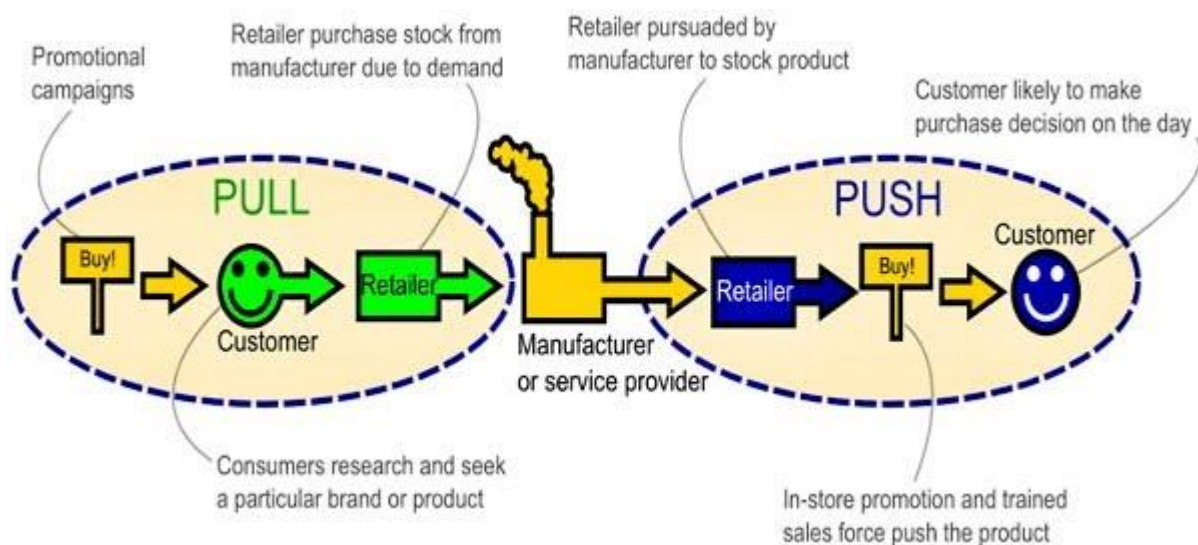 Promotional
campaigns
Retailer purchase stock from
manufacturer due to demand
Retailer pursuaded by
manufacturer to stock product
Customer likely to make
purchase decision on the day
PULL
Buy!
Customer
Retailer
Manufacturer
or service provider
PUSH
Retailer
Buy!
Customer
Consumers research and seek
a particular brand or product
In-store promotion and trained
sales force push the product